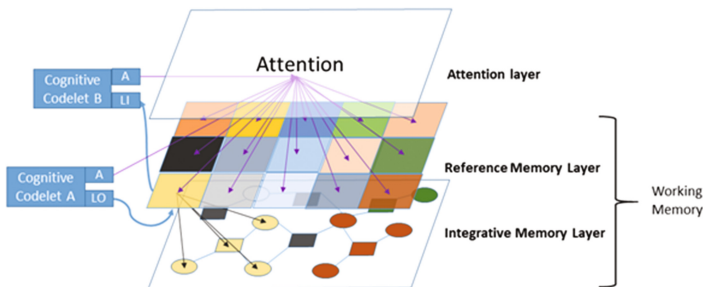 Attention
Attention layer
Cognitive
Codelet B
A
LI
Reference Memory Layer
Cognitive
Codelet A
A
LO
Working
Memory
Integrative Memory Layer